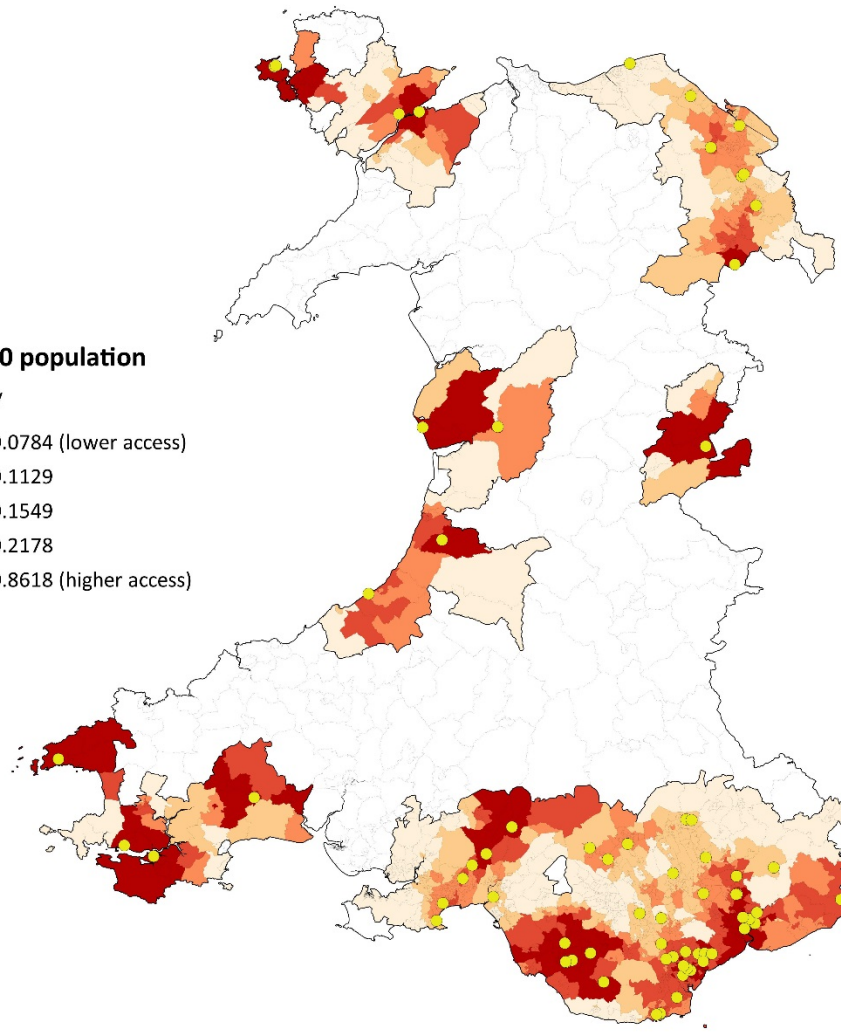 0 population
.0784 (lower access)
.1129
.1549
.2178
.8618 (higher access)